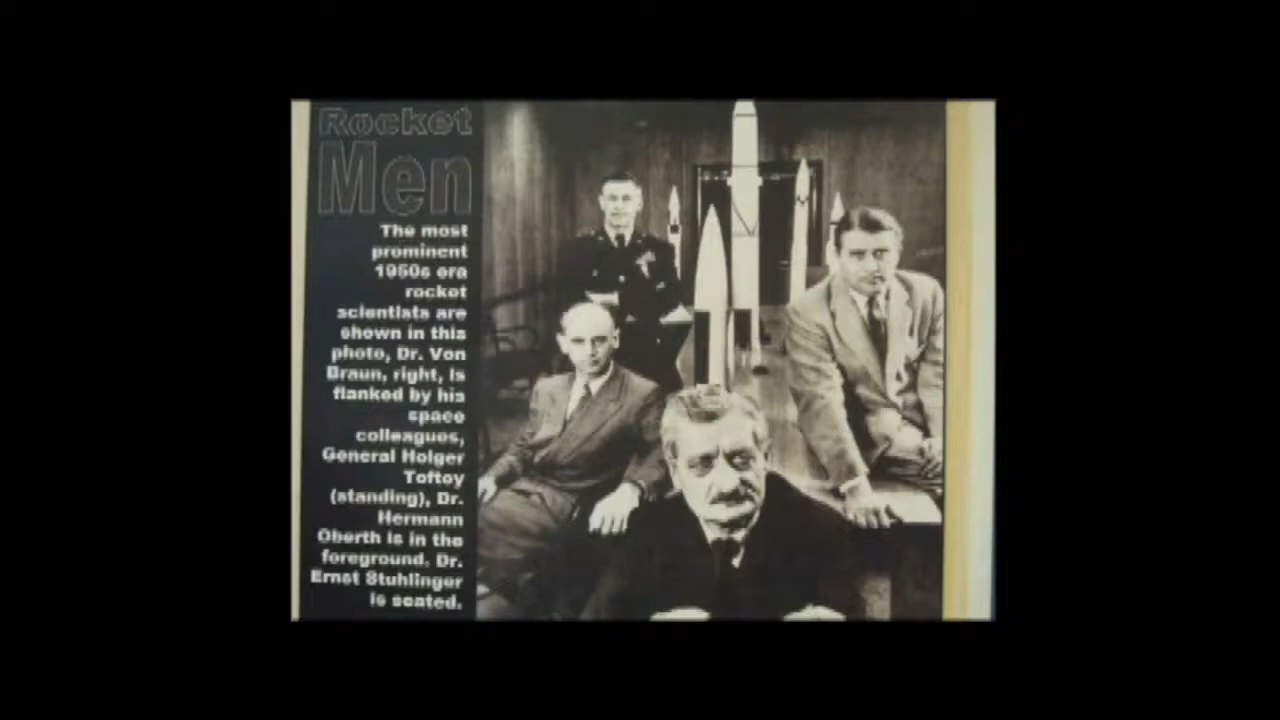 Rocket
Men
The most
prominent
1950s era
rocket
scientists are
shown in this
photo, Dr. Von
Braun, right, is
flanked by his
space
colleagues,
General Holger
Toftoy
(standing), Dr.
Hermann
Oberth is in the
foreground. Dr.
Ernst Stuhlinger
is seated.